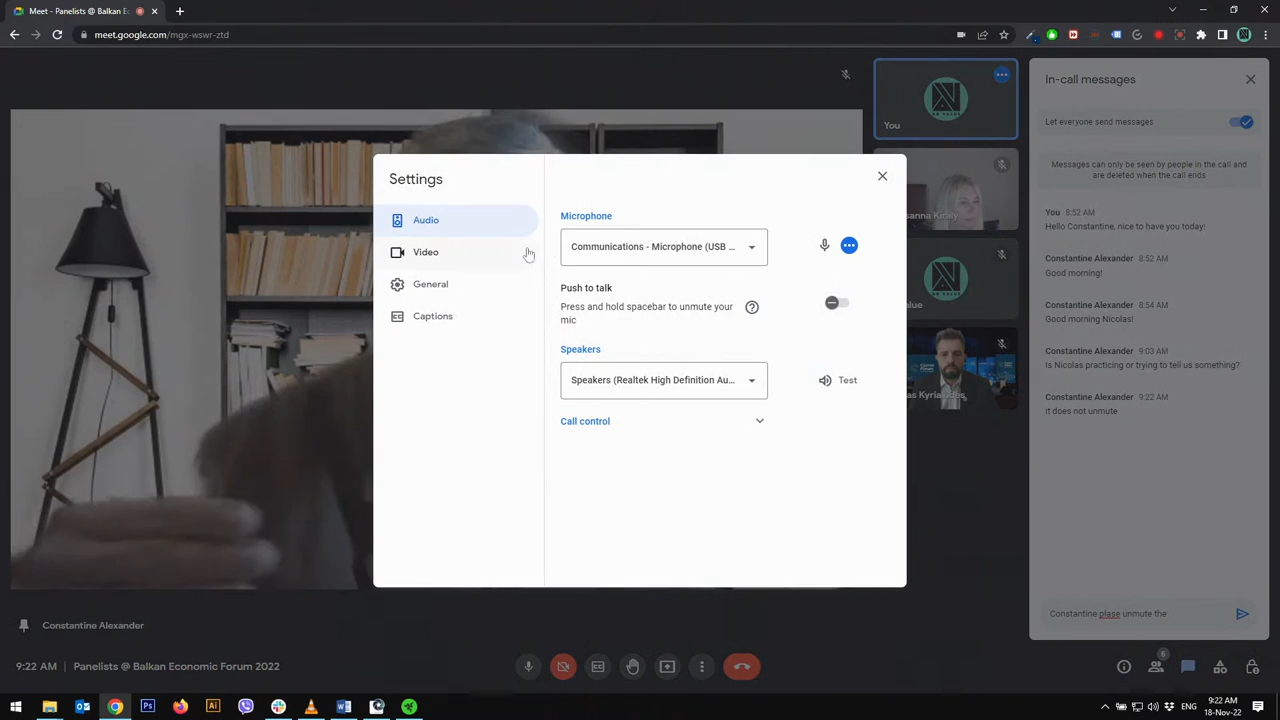 Meet - Panelists @ Balkan Ec
meet.google.com/mgx-wswr-ztd
You
In-call messages
Let everyone send messages
Messages can only be seen by people in the call and
are deleted when the call ends
You 8:52 AM
Hello Constantine, nice to have you today!
Constantine Alexander 8:52 AM
Good morning!
Constantine Alexander 8:54 AM
Good morning Nicolas!
Constantine Alexander 9:03 AM
Is Nicolas practicing or trying to tell us something?
Constantine Alexander 9:22 AM
it does not unmute
Constantine plase unmute the
Settings
Audio
Video
General
Captions
Microphone
Communications - Microphone (USB ...
Push to talk
Press and hold spacebar to unmute your
mic
Speakers
Speakers (Realtek High Definition Au...
Test
Call control
Constantine Alexander
9:22 AM | Panelists @ Balkan Economic Forum 2022
6
ENG
9:22 AM
18-Nov-22